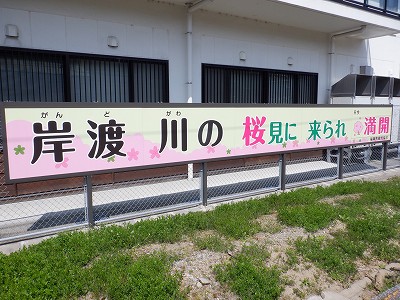 がんどがわ
岸渡川の桜見に 来られ 満開